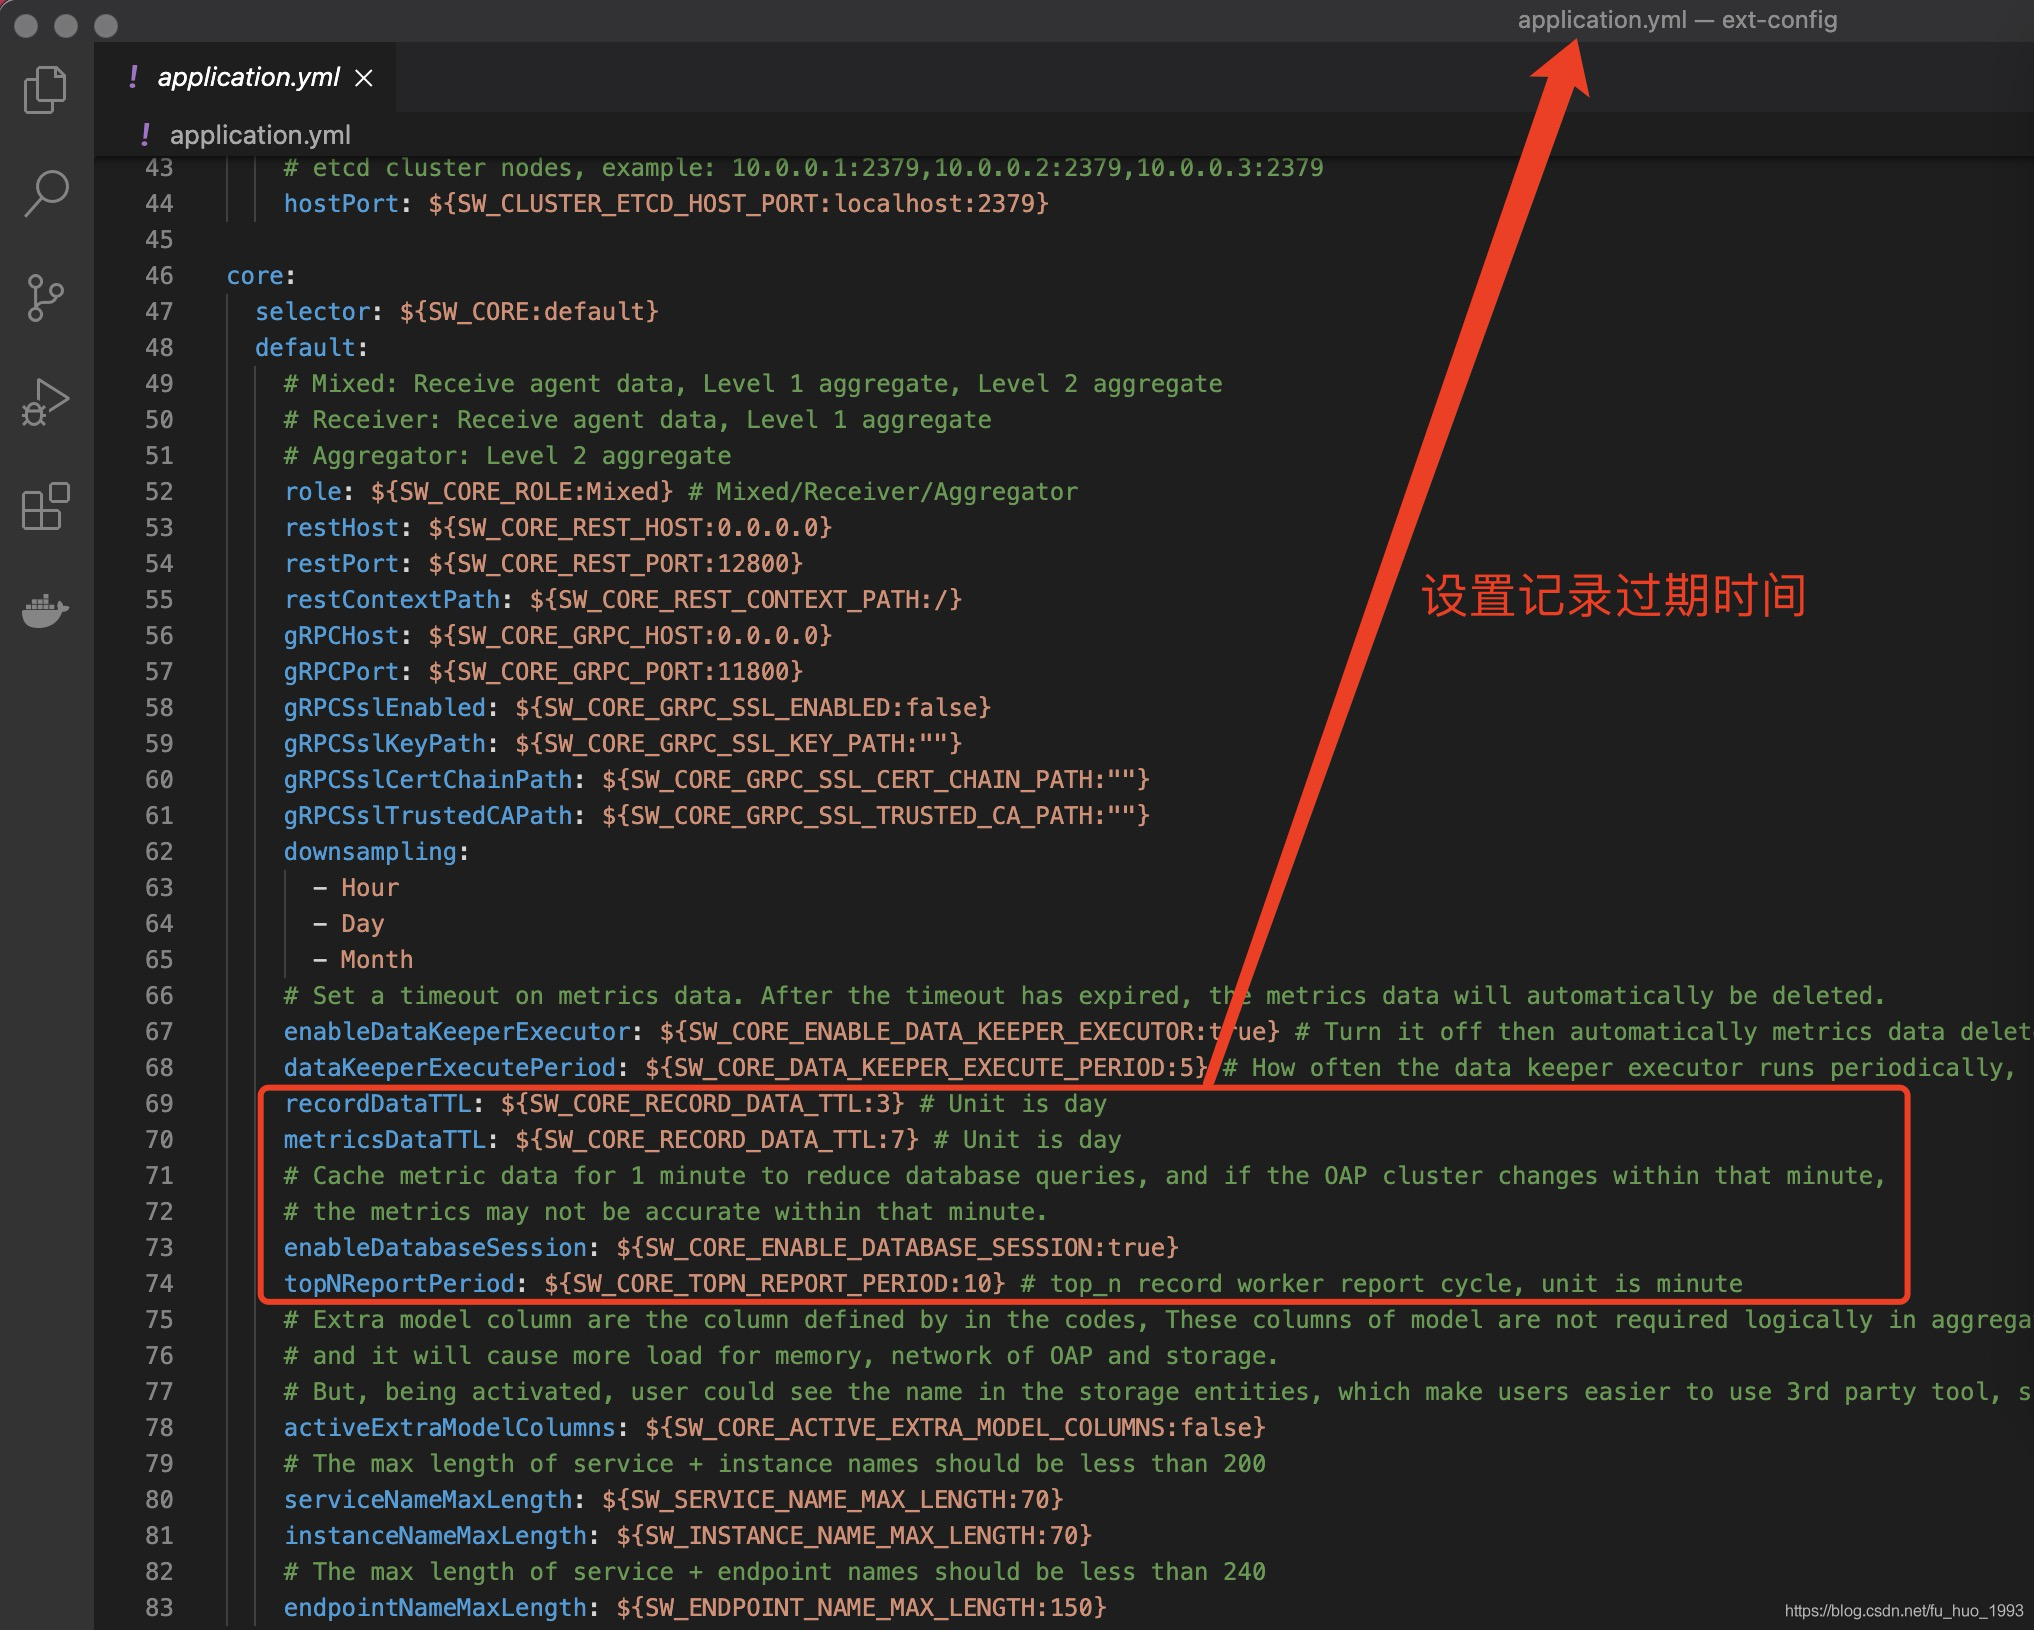 application.yml — ext-config
! application.yml ×
! application.yml
43 # etcd cluster nodes, example: 10.0.0.1:2379,10.0.0.2:2379,10.0.0.3:2379
44 hostPort: ${SW_CLUSTER_ETCD_HOST_PORT:localhost:2379}
45
46 core:
47 selector: ${SW_CORE:default}
48 default:
49 # Mixed: Receive agent data, Level 1 aggregate, Level 2 aggregate
50 # Receiver: Receive agent data, Level 1 aggregate
51 # Aggregator: Level 2 aggregate
52 role: ${SW_CORE_ROLE:Mixed} # Mixed/Receiver/Aggregator
53 restHost: ${SW_CORE_REST_HOST:0.0.0.0}
54 restPort: ${SW_CORE_REST_PORT:12800}
55 restContextPath: ${SW_CORE_REST_CONTEXT_PATH:/}
设置记录过期时间
56 gRPCHost: ${SW_CORE_GRPC_HOST:0.0.0.0}
57 gRPCPort: ${SW_CORE_GRPC_PORT:11800}
58 gRPCSslEnabled: ${SW_CORE_GRPC_SSL_ENABLED:false}
59 gRPCSslKeyPath: ${SW_CORE_GRPC_SSL_KEY_PATH:""}
60 gRPCSslCertChainPath: ${SW_CORE_GRPC_SSL_CERT_CHAIN_PATH:""}
61 gRPCSslTrustedCAPath: ${SW_CORE_GRPC_SSL_TRUSTED_CA_PATH:""}
62 downsampling:
63 - Hour
64 - Day
65 - Month
66 # Set a timeout on metrics data. After the timeout has expired, the metrics data will automatically be deleted.
67 enableDataKeeperExecutor: ${SW_CORE_ENABLE_DATA_KEEPER_EXECUTOR:true} # Turn it off then automatically metrics data delet
68 dataKeeperExecutePeriod: ${SW_CORE_DATA_KEEPER_EXECUTE_PERIOD:5} # How often the data keeper executor runs periodically,
69 recordDataTTL: ${SW_CORE_RECORD_DATA_TTL:3} # Unit is day
70 metricsDataTTL: ${SW_CORE_RECORD_DATA_TTL:7} # Unit is day
71 # Cache metric data for 1 minute to reduce database queries, and if the OAP cluster changes within that minute,
72 # the metrics may not be accurate within that minute.
73 enableDatabaseSession: ${SW_CORE_ENABLE_DATABASE_SESSION:true}
74 topNReportPeriod: ${SW_CORE_TOPN_REPORT_PERIOD:10} # top_n record worker report cycle, unit is minute
75 # Extra model column are the column defined by in the codes, These columns of model are not required logically in aggrega
76 # and it will cause more load for memory, network of OAP and storage.
77 # But, being activated, user could see the name in the storage entities, which make users easier to use 3rd party tool, s
78 activeExtraModelColumns: ${SW_CORE_ACTIVE_EXTRA_MODEL_COLUMNS:false}
79 # The max length of service + instance names should be less than 200
80 serviceNameMaxLength: ${SW_SERVICE_NAME_MAX_LENGTH:70}
81 instanceNameMaxLength: ${SW_INSTANCE_NAME_MAX_LENGTH:70}
82 # The max length of service + endpoint names should be less than 240
83 endpointNameMaxLength: ${SW_ENDPOINT_NAME_MAX_LENGTH:150}
https://blog.csdn.net/fu_huo_1993